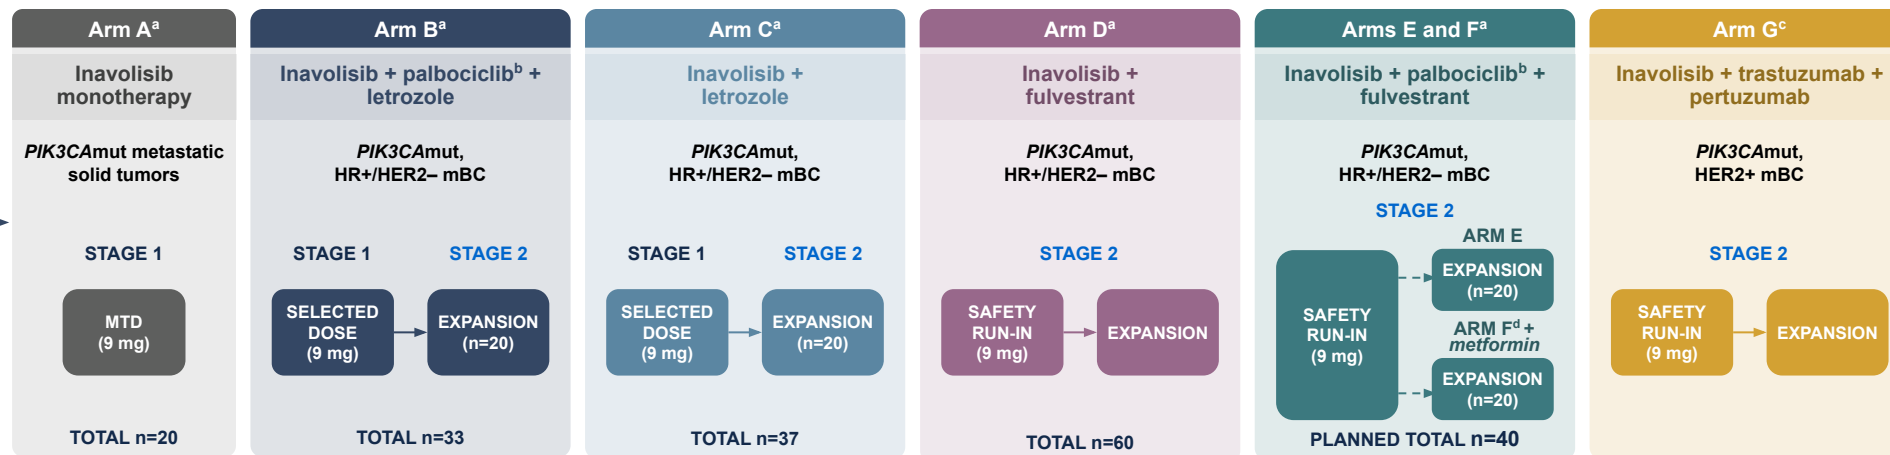 Arm Aᵃ
Inavolisib
monotherapy
PIK3CAmut metastatic
solid tumors
STAGE 1
MTD
(9 mg)
TOTAL n=20
Arm Bᵃ
Inavolisib + palbociclibᵇ +
letrozole
PIK3CAmut,
HR+/HER2– mBC
STAGE 1
STAGE 2
SELECTED
DOSE
(9 mg)
EXPANSION
(n=20)
TOTAL n=33
Arm Cᵃ
Inavolisib +
letrozole
PIK3CAmut,
HR+/HER2– mBC
STAGE 1
STAGE 2
SELECTED
DOSE
(9 mg)
EXPANSION
(n=20)
TOTAL n=37
Arm Dᵃ
Inavolisib +
fulvestrant
PIK3CAmut,
HR+/HER2– mBC
STAGE 2
SAFETY
RUN-IN
(9 mg)
EXPANSION
TOTAL n=60
Arms E and Fᵃ
Inavolisib + palbociclibᵇ +
fulvestrant
PIK3CAmut,
HR+/HER2– mBC
STAGE 2
SAFETY
RUN-IN
(9 mg)
ARM E
EXPANSION
(n=20)
ARM Fᵈ +
metformin
EXPANSION
(n=20)
PLANNED TOTAL n=40
Arm Gᶜ
Inavolisib + trastuzumab +
pertuzumab
PIK3CAmut,
HER2+ mBC
STAGE 2
SAFETY
RUN-IN
(9 mg)
EXPANSION